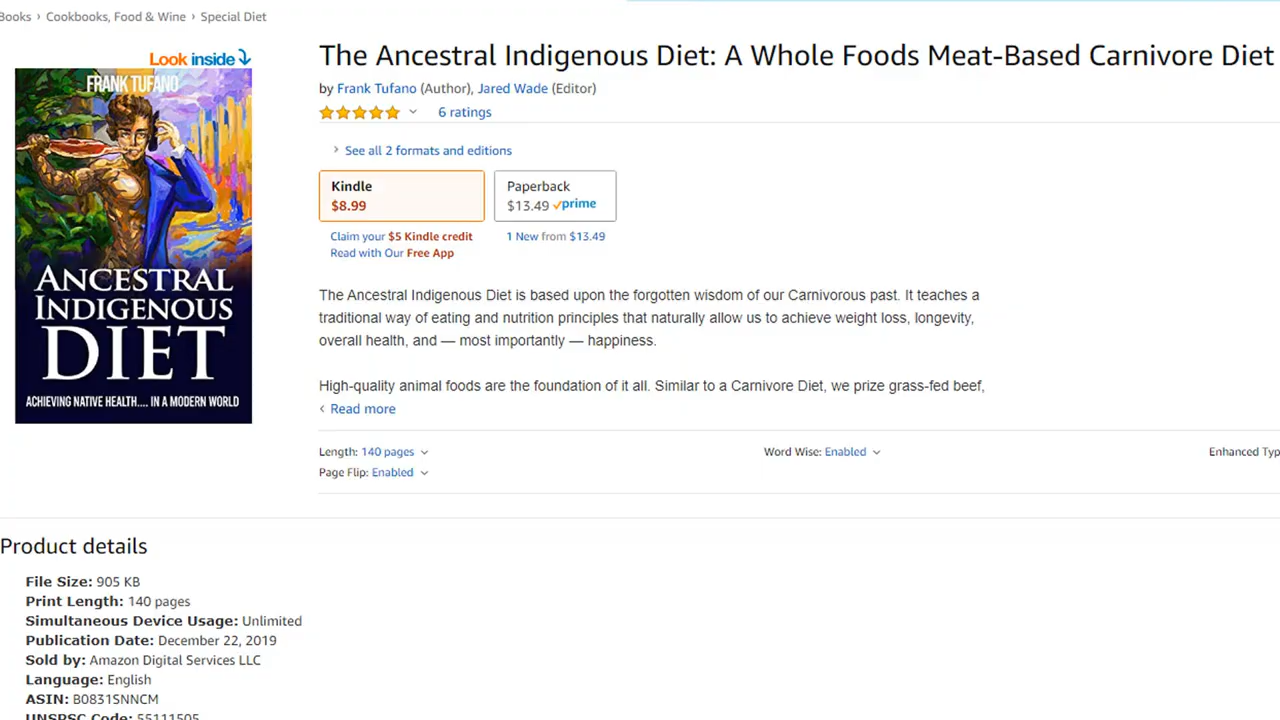 Books › Cookbooks, Food & Wine › Special Diet
Look inside
FRANK TUFANO
ANCESTRAL
INDIGENOUS
DIET
ACHIEVING NATIVE HEALTH.... IN A MODERN WORLD
The Ancestral Indigenous Diet: A Whole Foods Meat-Based Carnivore Diet
by Frank Tufano (Author), Jared Wade (Editor)
6 ratings
› See all 2 formats and editions
Kindle
$8.99
Claim your $5 Kindle credit
Read with Our Free App
Paperback
$13.49 prime
1 New from $13.49
The Ancestral Indigenous Diet is based upon the forgotten wisdom of our Carnivorous past. It teaches a
traditional way of eating and nutrition principles that naturally allow us to achieve weight loss, longevity,
overall health, and — most importantly — happiness.
High-quality animal foods are the foundation of it all. Similar to a Carnivore Diet, we prize grass-fed beef,
‹ Read more
Length: 140 pages
Word Wise: Enabled
Enhanced Typ
Page Flip: Enabled
Product details
File Size: 905 KB
Print Length: 140 pages
Simultaneous Device Usage: Unlimited
Publication Date: December 22, 2019
Sold by: Amazon Digital Services LLC
Language: English
ASIN: B0831SNNCM
UNSPSC Code: 55111505